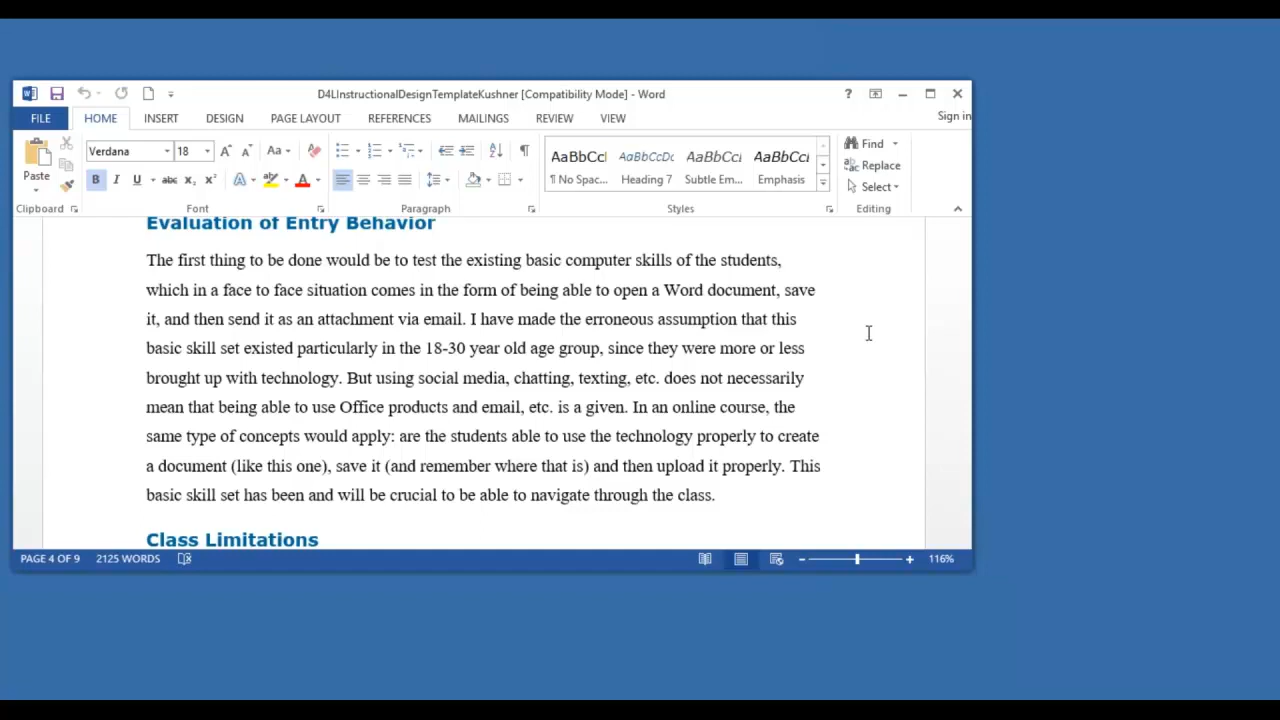 D4LInstructionalDesignTemplateKushner [Compatibility Mode] - Word
?
FILE HOME INSERT DESIGN PAGE LAYOUT REFERENCES MAILINGS REVIEW VIEW Sign in
Verdana 18 Aa AaBbCcI AaBbCcDc AaBbCcI AaBbCcI Find
Paste B I U abc X₂ X² A A ¶ No Spac... Heading 7 Subtle Em... Emphasis Replace
Select
Clipboard Font Paragraph Styles Editing
Evaluation of Entry Behavior
The first thing to be done would be to test the existing basic computer skills of the students,
which in a face to face situation comes in the form of being able to open a Word document, save
it, and then send it as an attachment via email. I have made the erroneous assumption that this
basic skill set existed particularly in the 18-30 year old age group, since they were more or less
brought up with technology. But using social media, chatting, texting, etc. does not necessarily
mean that being able to use Office products and email, etc. is a given. In an online course, the
same type of concepts would apply: are the students able to use the technology properly to create
a document (like this one), save it (and remember where that is) and then upload it properly. This
basic skill set has been and will be crucial to be able to navigate through the class.
Class Limitations
PAGE 4 OF 9 2125 WORDS 116%